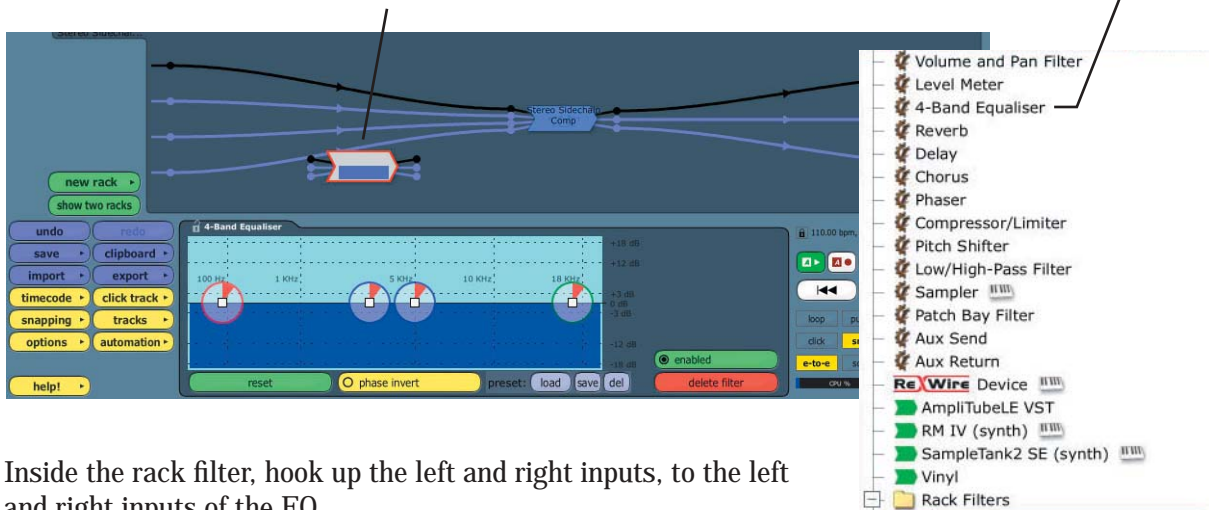 Stereo Sidechai...
Stereo Sidechain
Comp
new rack
show two racks
undo
redo
save
clipboard
import
export
timecode
click track
snapping
tracks
options
automation
help!
4-Band Equaliser
100 Hz
1 KHz
5 KHz
10 KHz
18 KHz
+18 dB
+12 dB
+3 dB
0 dB
-3 dB
-12 dB
-18 dB
enabled
reset
phase invert
preset:
load
save
del
delete filter
110.00 bpm,
loop
click
e-to-e
CPU %
Volume and Pan Filter
Level Meter
4-Band Equaliser
Reverb
Delay
Chorus
Phaser
Compressor/Limiter
Pitch Shifter
Low/High-Pass Filter
Sampler
Patch Bay Filter
Aux Send
Aux Return
ReWire Device
AmpliTubeLE VST
RM IV (synth)
SampleTank2 SE (synth)
Vinyl
Rack Filters
Inside the rack filter, hook up the left and right inputs, to the left
and right inputs of the EQ